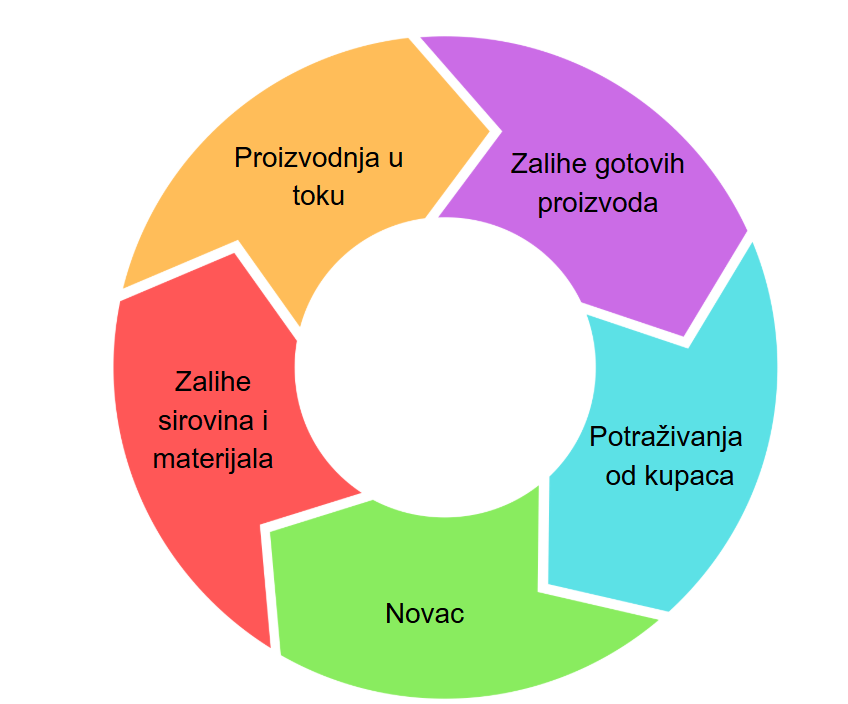 Proizvodnja u
toku
Zalihe gotovih
proizvoda
Potraživanja
od kupaca
Novac
Zalihe
sirovina i
materijala